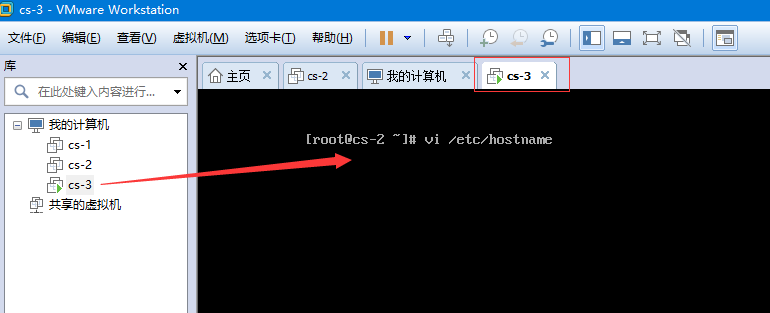 cs-3 - VMware Workstation
文件(F) 编辑(E) 查看(V) 虚拟机(M) 选项卡(T) 帮助(H)
库
主页 cs-2 我的计算机 cs-3
在此处键入内容进行...
我的计算机
cs-1
cs-2
cs-3
共享的虚拟机
[root@cs-2 ~]# vi /etc/hostname